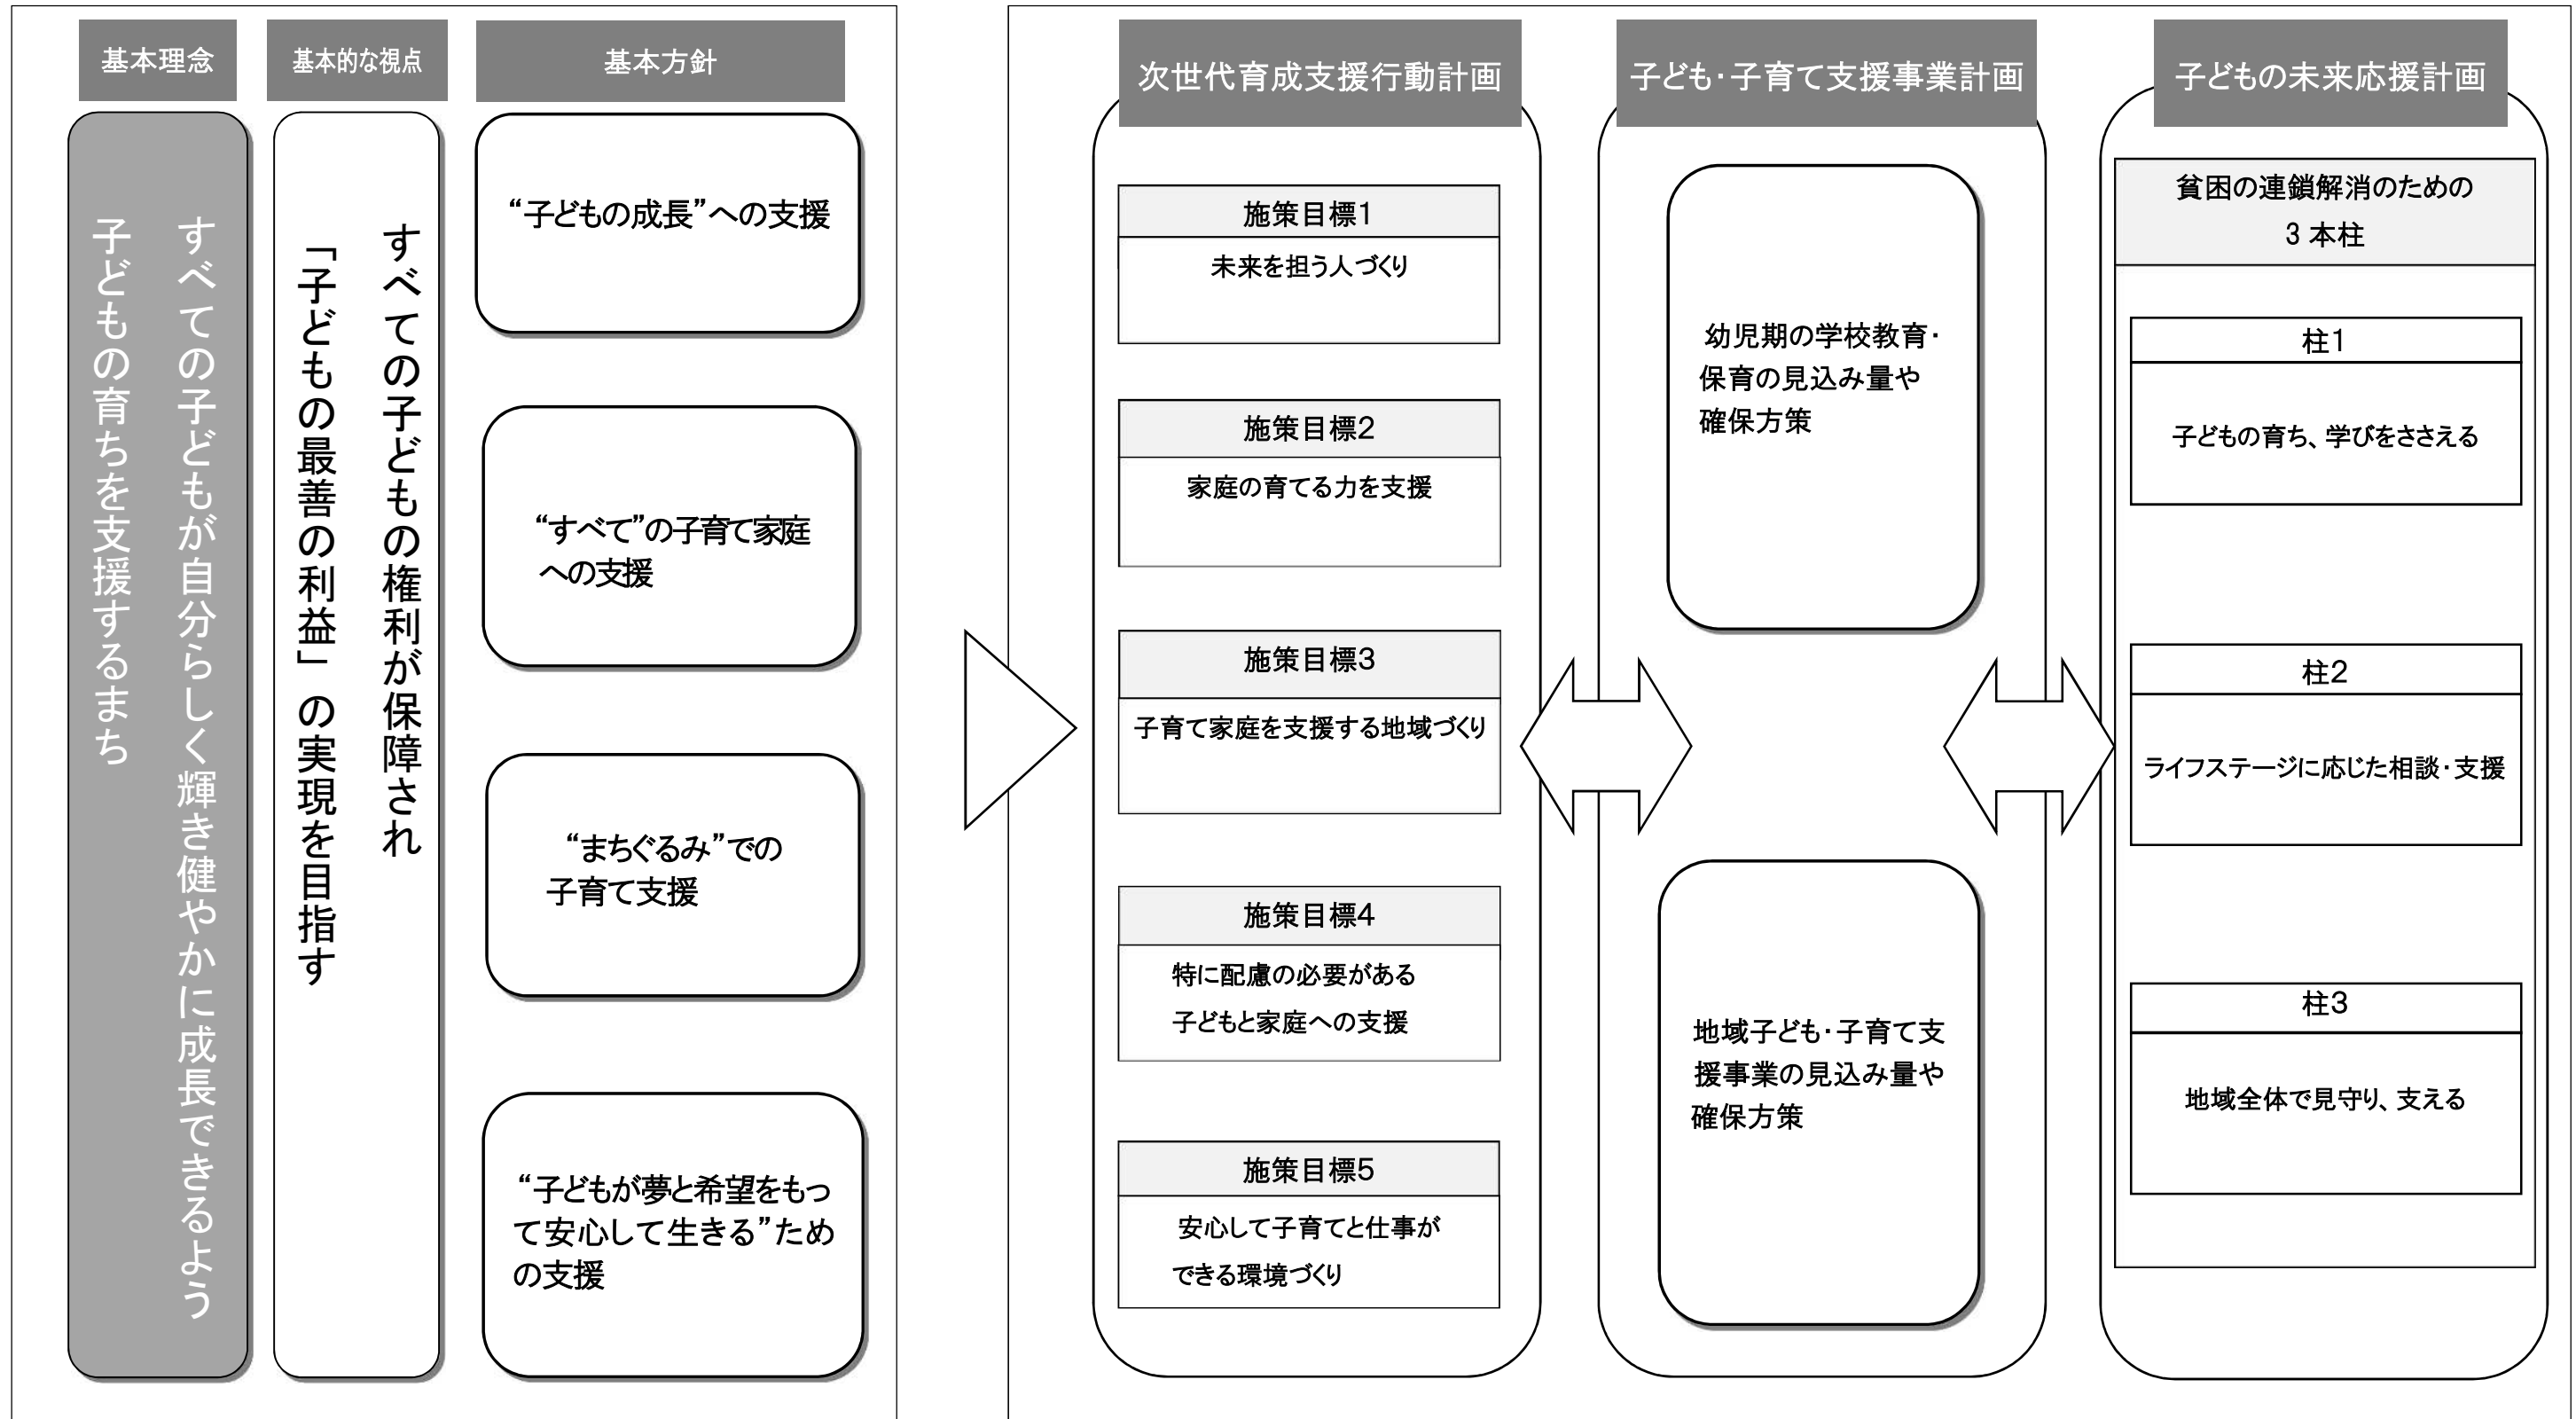 基本理念
すべての子どもが自分らしく輝き健やかに成長できるよう
子どもの育ちを支援するまち
基本的な視点
すべての子どもの権利が保障され
「子どもの最善の利益」の実現を目指す
基本方針
“子どもの成長”への支援
“すべて”の子育て家庭
への支援
“まちぐるみ”での
子育て支援
“子どもが夢と希望をもっ
て安心して生きる”ため
の支援
次世代育成支援行動計画
施策目標1
未来を担う人づくり
施策目標2
家庭の育てる力を支援
施策目標3
子育て家庭を支援する地域づくり
施策目標4
特に配慮の必要がある
子どもと家庭への支援
施策目標5
安心して子育てと仕事が
できる環境づくり
子ども・子育て支援事業計画
幼児期の学校教育・
保育の見込み量や
確保方策
地域子ども・子育て支
援事業の見込み量や
確保方策
子どもの未来応援計画
貧困の連鎖解消のための
3 本柱
柱1
子どもの育ち、学びをささえる
柱2
ライフステージに応じた相談・支援
柱3
地域全体で見守り、支える